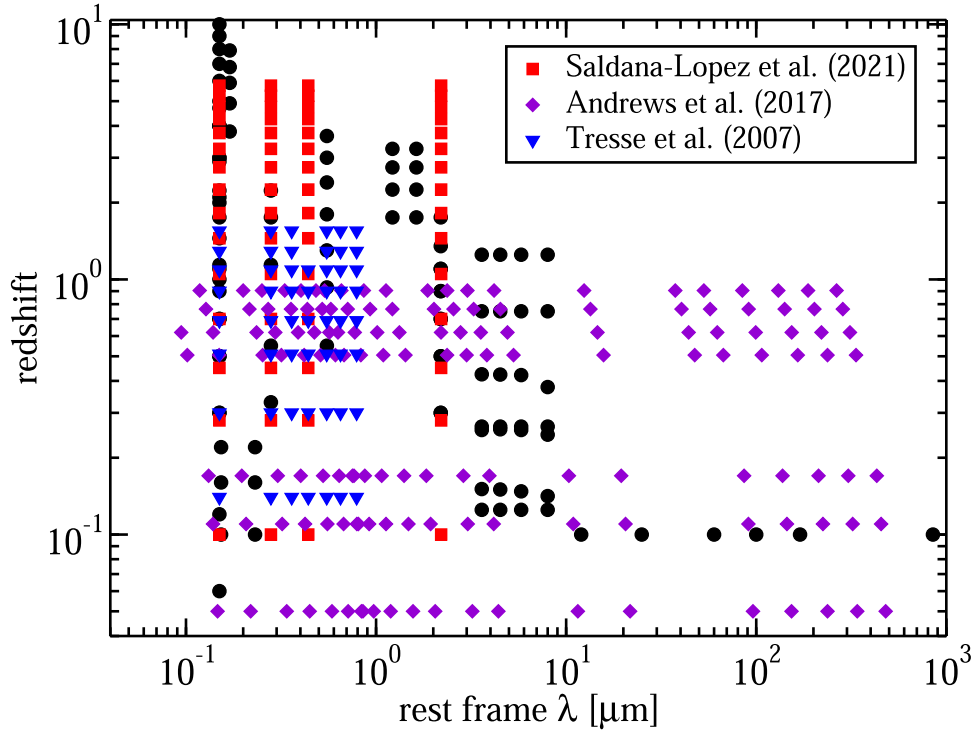 10^1
Saldana-Lopez et al. (2021)
Andrews et al. (2017)
Tresse et al. (2007)
redshift
10^0
10^-1
10^-1 10^0 10^1 10^2 10^3
rest frame λ [μm]